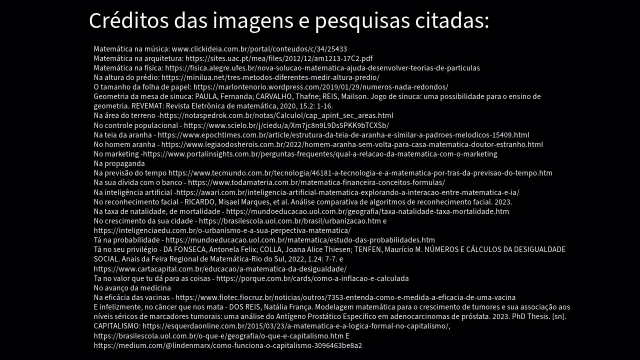 Créditos das imagens e pesquisas citadas:
Matemática na música: www.clickideia.com.br/portal/conteudos/c/34/25433
Matemática na arquitetura: https://sites.uac.pt/mea/files/2012/12/am1213-17C2.pdf
Matemática na física: https://fisica.alegre.ufes.br/nova-solucao-matematica-ajuda-desenvolver-teorias-de-particulas
Na altura do prédio: https://minilua.net/tres-metodos-diferentes-medir-altura-predio/
O tamanho da folha de papel: https://marlontenorio.wordpress.com/2019/01/29/numeros-nada-redondos/
Geometria da mesa de sinuca: PAULA, Fernanda; CARVALHO, Thafne; REIS, Mailson. Jogo de sinuca: uma possibilidade para o ensino de
geometria. REVEMAT: Revista Eletrônica de matemática, 2020, 15.2: 1-16.
Na área do terreno -https://notaspedrok.com.br/notas/CalculoI/cap_apint_sec_areas.html
No controle populacional - https://www.scielo.br/j/ciedu/a/Xm7jc8n9L9DsSPKK9bTCXSb/
Na teia da aranha - https://www.epochtimes.com.br/article/estrutura-da-teia-de-aranha-e-similar-a-padroes-melodicos-15409.html
No homem aranha - https://www.legiaodosherois.com.br/2022/homem-aranha-sem-volta-para-casa-matematica-doutor-estranho.html
No marketing -https://www.portalinsights.com.br/perguntas-frequentes/qual-a-relacao-da-matematica-com-o-marketing
Na propaganda
Na previsão do tempo https://www.tecmundo.com.br/tecnologia/46181-a-tecnologia-e-a-matematica-por-tras-da-previsao-do-tempo.htm
Na sua dívida com o banco - https://www.todamateria.com.br/matematica-financeira-conceitos-formulas/
Na inteligência artificial -https://awari.com.br/inteligencia-artificial-matematica-explorando-a-interacao-entre-matematica-e-ia/
No reconhecimento facial - RICARDO, Misael Marques, et al. Análise comparativa de algoritmos de reconhecimento facial. 2023.
Na taxa de natalidade, de mortalidade - https://mundoeducacao.uol.com.br/geografia/taxa-natalidade-taxa-mortalidade.htm
No crescimento da sua cidade - https://brasilescola.uol.com.br/brasil/urbanizacao.htm e
https://inteligenciaedu.com.br/o-urbanismo-e-a-sua-perpectiva-matematica/
Tá na probabilidade - https://mundoeducacao.uol.com.br/matematica/estudo-das-probabilidades.htm
Tá no seu privilégio - DA FONSECA, Antonela Felix; COLLA, Joana Alice Thiesen; TENFEN, Maurício M. NÚMEROS E CÁLCULOS DA DESIGUALDADE
SOCIAL. Anais da Feira Regional de Matemática-Rio do Sul, 2022, 1.24: 7-7. e
https://www.cartacapital.com.br/educacao/a-matematica-da-desigualdade/
Ta no valor que tu dá para as coisas - https://porque.com.br/cards/como-a-inflacao-e-calculada
No avanço da medicina
Na eficácia das vacinas - https://www.fiotec.fiocruz.br/noticias/outros/7353-entenda-como-e-medida-a-eficacia-de-uma-vacina
E infelizmente, no câncer que nos mata - DOS REIS, Natália França. Modelagem matemática para o crescimento de tumores e sua associação aos
níveis séricos de marcadores tumorais: uma análise do Antígeno Prostático Específico em adenocarcinomas de próstata. 2023. PhD Thesis. [sn].
CAPITALISMO: https://esquerdaonline.com.br/2015/03/23/a-matematica-e-a-logica-formal-no-capitalismo/,
https://brasilescola.uol.com.br/o-que-e/geografia/o-que-e-capitalismo.htm E
https://medium.com/@lindenmarx/como-funciona-o-capitalismo-3096463be8a2